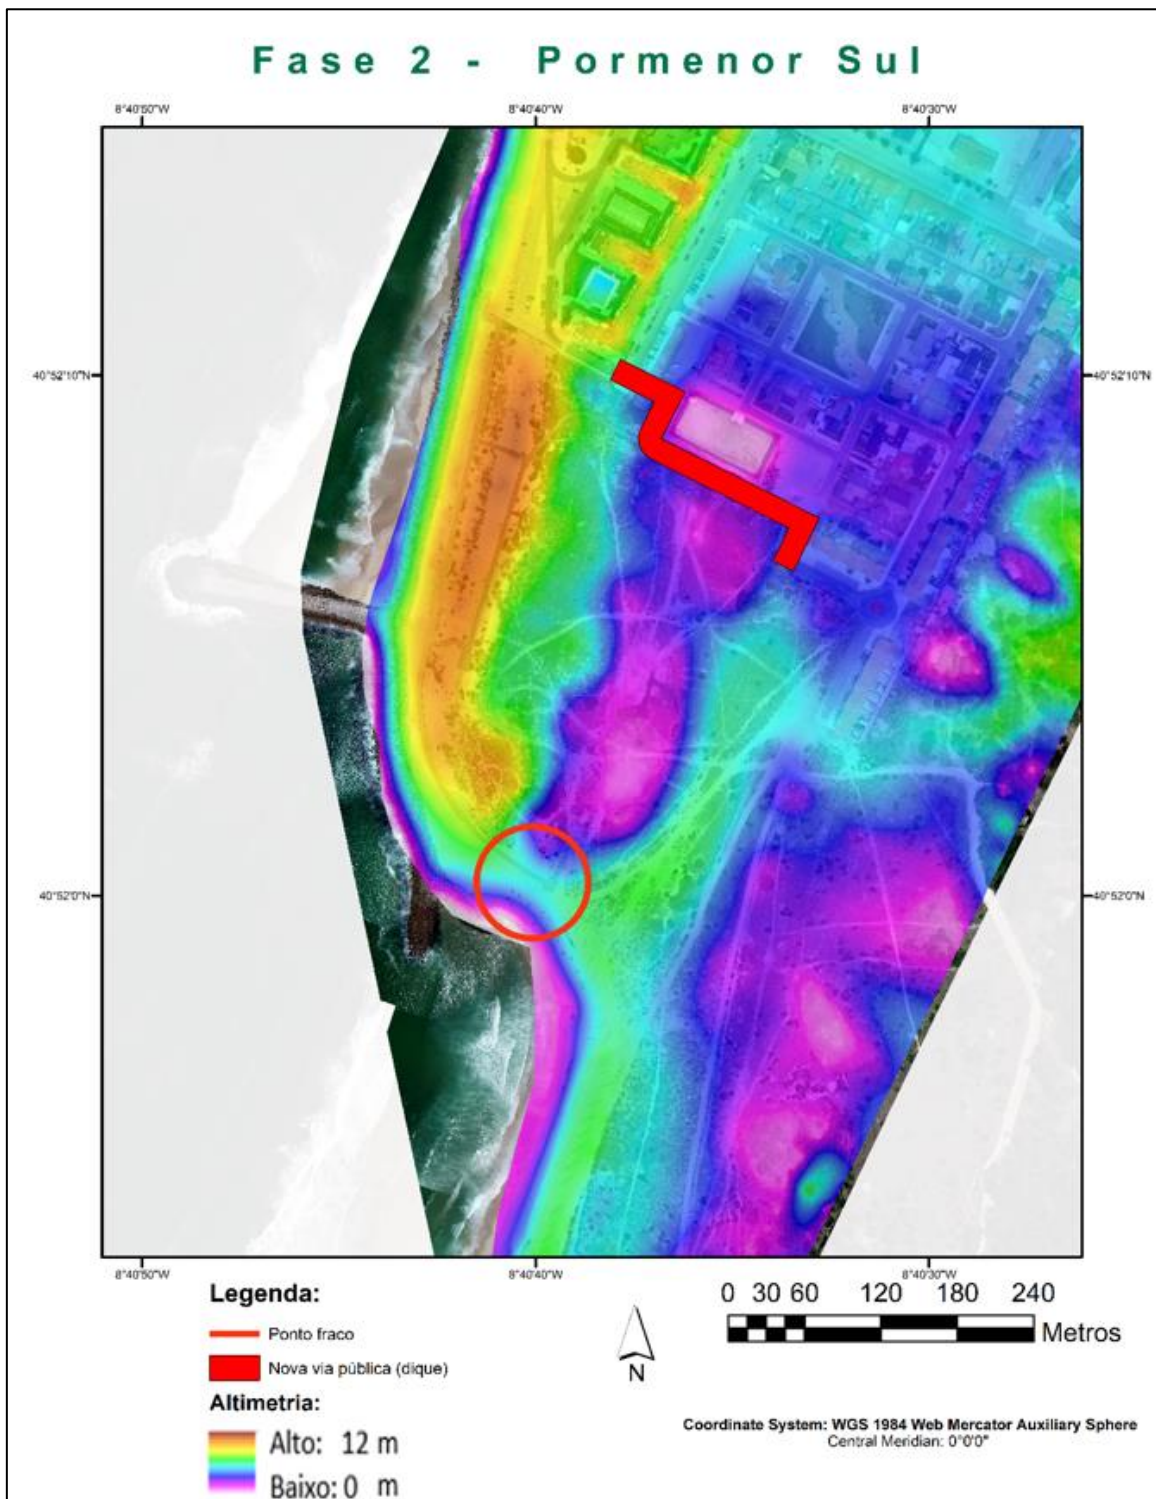 Fase 2 - Pormenor Sul
8°40'50"W 8°40'40"W 8°40'30"W
40°52'10"N 40°52'10"N
40°52'0"N 40°52'0"N
8°40'50"W 8°40'40"W 8°40'30"W
Legenda:
Ponto fraco
Nova via pública (dique)
Altimetria:
Alto: 12 m
Baixo: 0 m
N
0 30 60 120 180 240
Metros
Coordinate System: WGS 1984 Web Mercator Auxiliary Sphere
Central Meridian: 0°0'0"